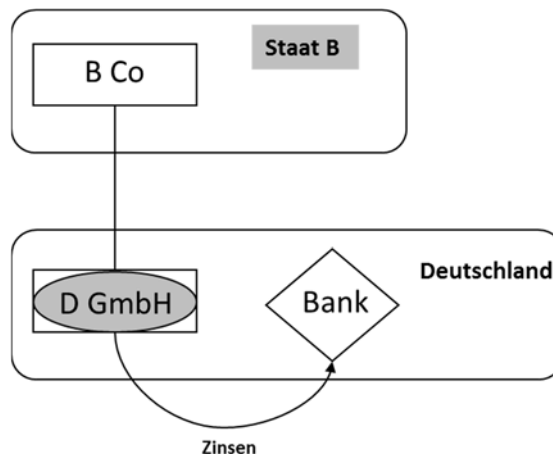 Staat B
B Co
Deutschland
D GmbH
Bank
Zinsen